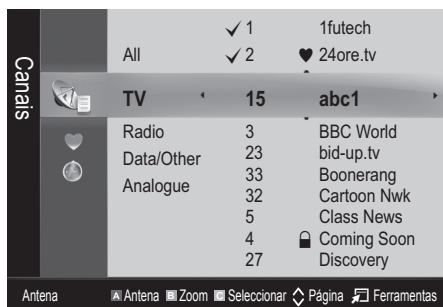 Canais
1 1futech
All 2 24ore.tv
TV 15 abc1
Radio 3 BBC World
Data/Other 23 bid-up.tv
33 Boonerang
Analogue 32 Cartoon Nwk
5 Class News
4 Coming Soon
27 Discovery
Antena A Antena B Zoom C Seleccionar Página Ferramentas